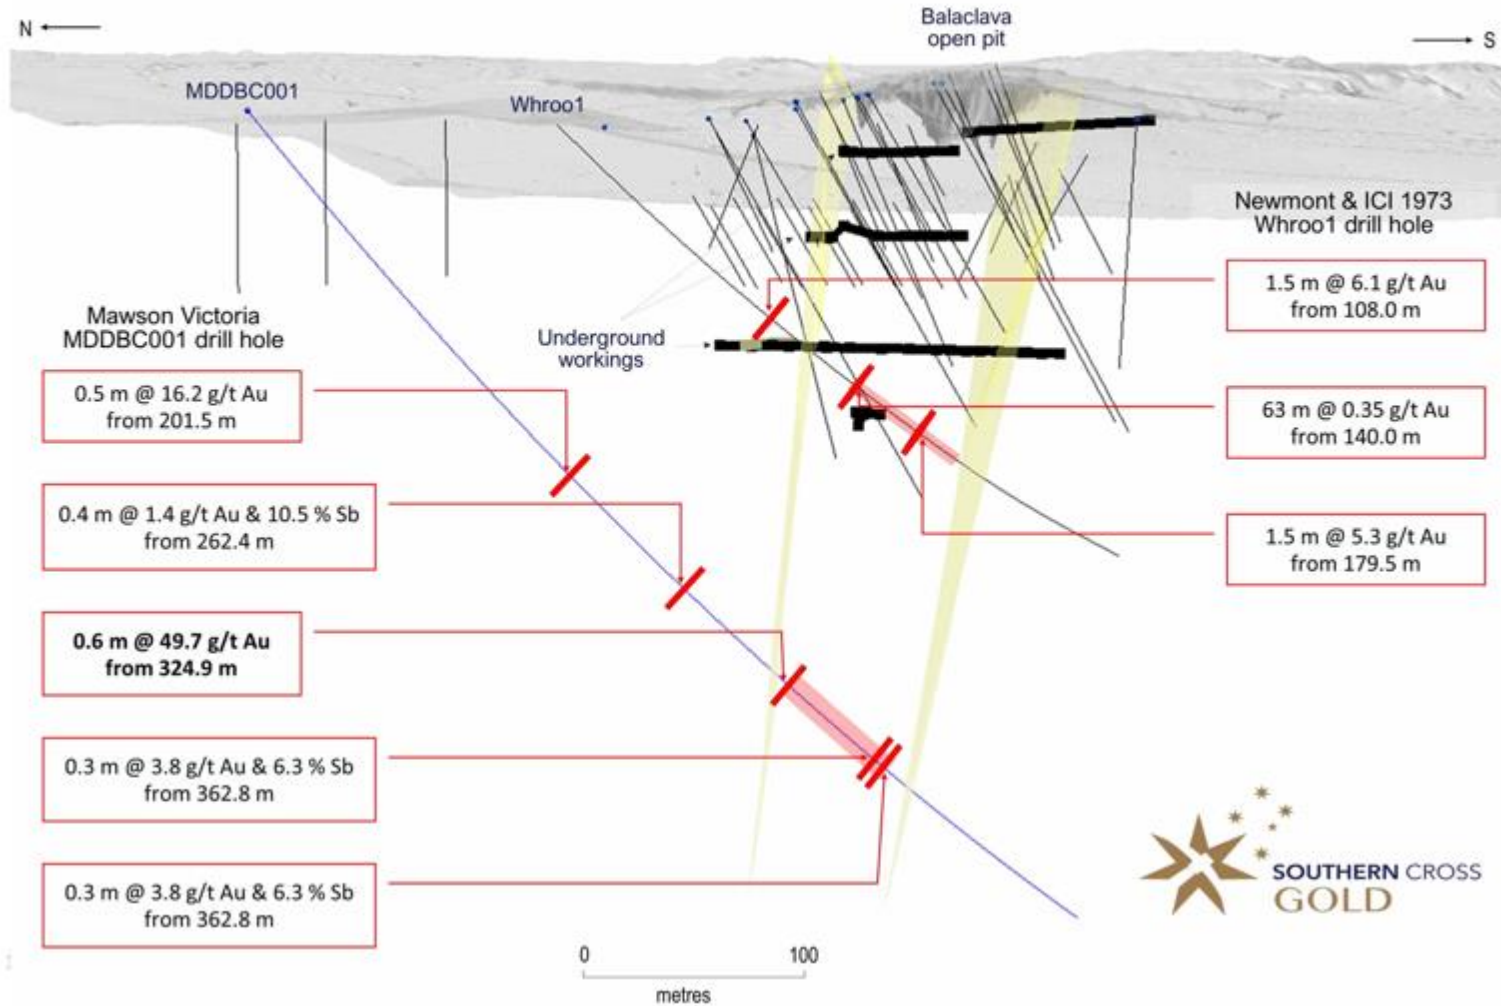 N
S
Balaclava
open pit
MDDBC001
Whroo1
Newmont & ICI 1973
Whroo1 drill hole
1.5 m @ 6.1 g/t Au
from 108.0 m
Mawson Victoria
MDDBC001 drill hole
Underground
workings
0.5 m @ 16.2 g/t Au
from 201.5 m
63 m @ 0.35 g/t Au
from 140.0 m
0.4 m @ 1.4 g/t Au & 10.5 % Sb
from 262.4 m
1.5 m @ 5.3 g/t Au
from 179.5 m
0.6 m @ 49.7 g/t Au
from 324.9 m
0.3 m @ 3.8 g/t Au & 6.3 % Sb
from 362.8 m
0.3 m @ 3.8 g/t Au & 6.3 % Sb
from 362.8 m
SOUTHERN CROSS
GOLD
0 100
metres